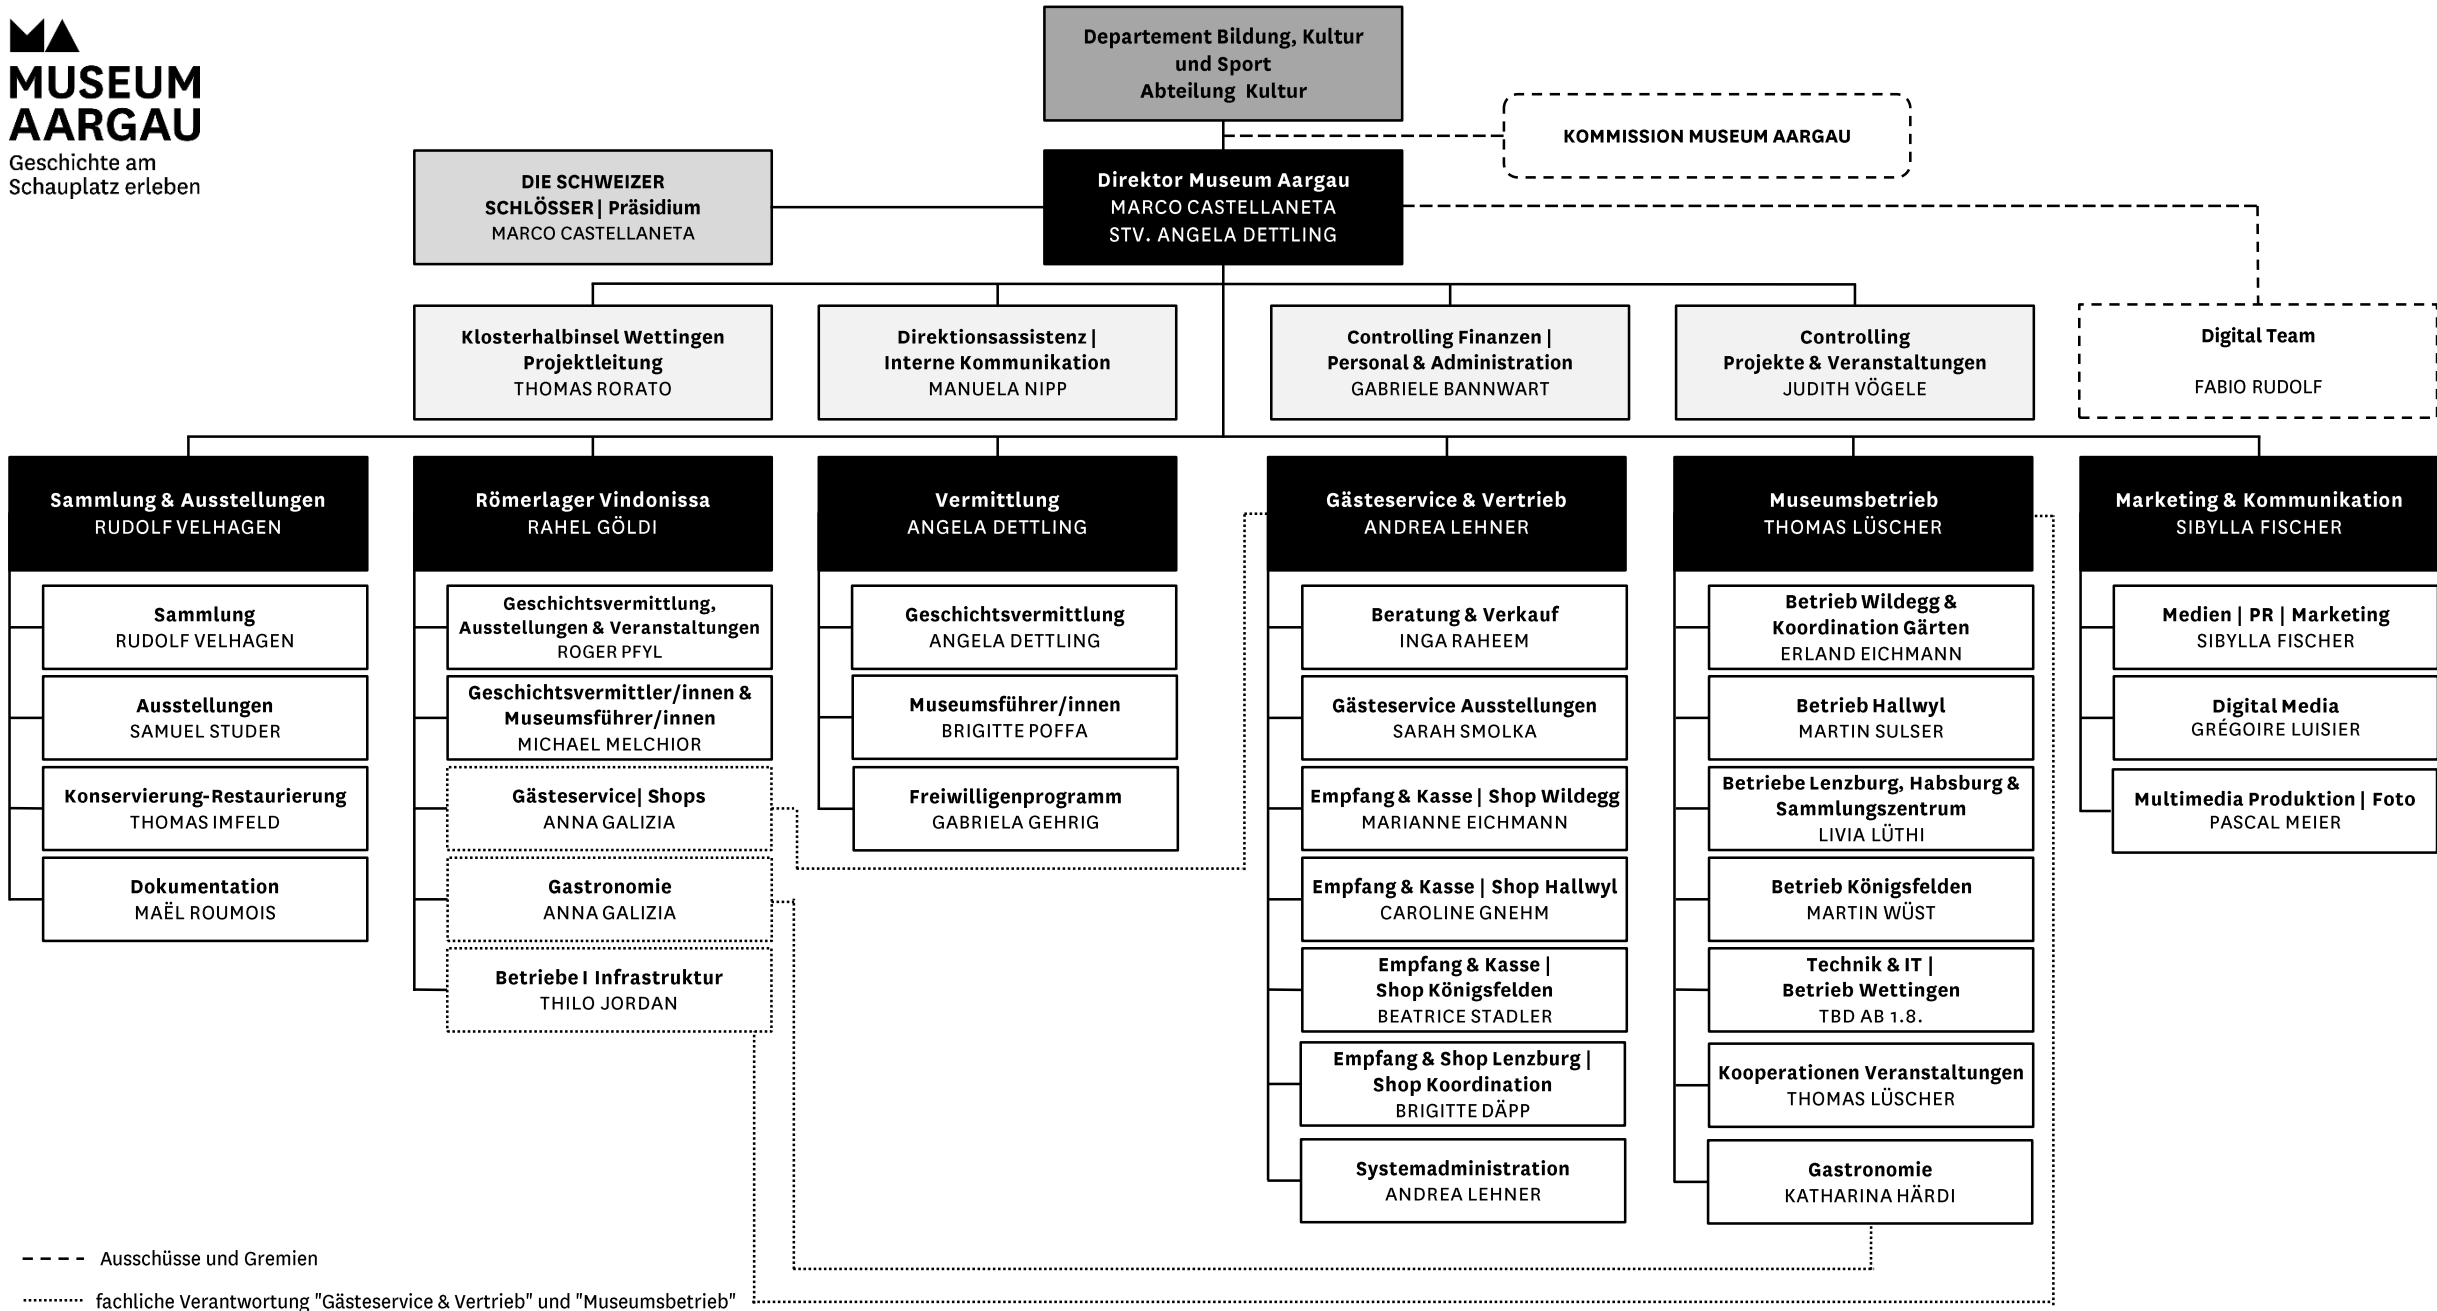 MA
MUSEUM
AARGAU
Geschichte am
Schauplatz erleben
Departement Bildung, Kultur
und Sport
Abteilung Kultur
KOMMISSION MUSEUM AARGAU
DIE SCHWEIZER
SCHLÖSSER| Präsidium
MARCO CASTELLANETA
Direktor Museum Aargau
MARCO CASTELLANETA
STV. ANGELA DETTLING
Klosterhalbinsel Wettingen
Projektleitung
THOMAS RORATO
Direktionsassistenz |
Interne Kommunikation
MANUELA NIPP
Controlling Finanzen |
Personal & Administration
GABRIELE BANNWART
Controlling
Projekte & Veranstaltungen
JUDITH VÖGELE
Digital Team
FABIO RUDOLF
Sammlung & Ausstellungen
RUDOLF VELHAGEN
Sammlung
RUDOLF VELHAGEN
Ausstellungen
SAMUEL STUDER
Konservierung-Restaurierung
THOMAS IMFELD
Dokumentation
MAËL ROUMOIS
Römerlager Vindonissa
RAHEL GÖLDI
Geschichtsvermittlung,
Ausstellungen & Veranstaltungen
ROGER PFYL
Geschichtsvermittler/innen &
Museumsführer/innen
MICHAEL MELCHIOR
Gästeservice| Shops
ANNA GALIZIA
Gastronomie
ANNA GALIZIA
Betriebe I Infrastruktur
THILO JORDAN
Vermittlung
ANGELA DETTLING
Geschichtsvermittlung
ANGELA DETTLING
Museumsführer/innen
BRIGITTE POFFA
Freiwilligenprogramm
GABRIELA GEHRIG
Gästeservice & Vertrieb
ANDREA LEHNER
Beratung & Verkauf
INGA RAHEEM
Gästeservice Ausstellungen
SARAH SMOLKA
Empfang & Kasse | Shop Wildegg
MARIANNE EICHMANN
Empfang & Kasse | Shop Hallwyl
CAROLINE GNEHM
Empfang & Kasse |
Shop Königsfelden
BEATRICE STADLER
Empfang & Shop Lenzburg |
Shop Koordination
BRIGITTE DÄPP
Systemadministration
ANDREA LEHNER
Museumsbetrieb
THOMAS LÜSCHER
Betrieb Wildegg &
Koordination Gärten
ERLAND EICHMANN
Betrieb Hallwyl
MARTIN SULSER
Betriebe Lenzburg, Habsburg &
Sammlungszentrum
LIVIA LÜTHI
Betrieb Königsfelden
MARTIN WÜST
Technik & IT |
Betrieb Wettingen
TBD AB 1.8.
Kooperationen Veranstaltungen
THOMAS LÜSCHER
Gastronomie
KATHARINA HÄRDI
Marketing & Kommunikation
SIBYLLA FISCHER
Medien | PR | Marketing
SIBYLLA FISCHER
Digital Media
GRÉGOIRE LUISIER
Multimedia Produktion | Foto
PASCAL MEIER
Ausschüsse und Gremien
fachliche Verantwortung "Gästeservice & Vertrieb" und "Museumsbetrieb"